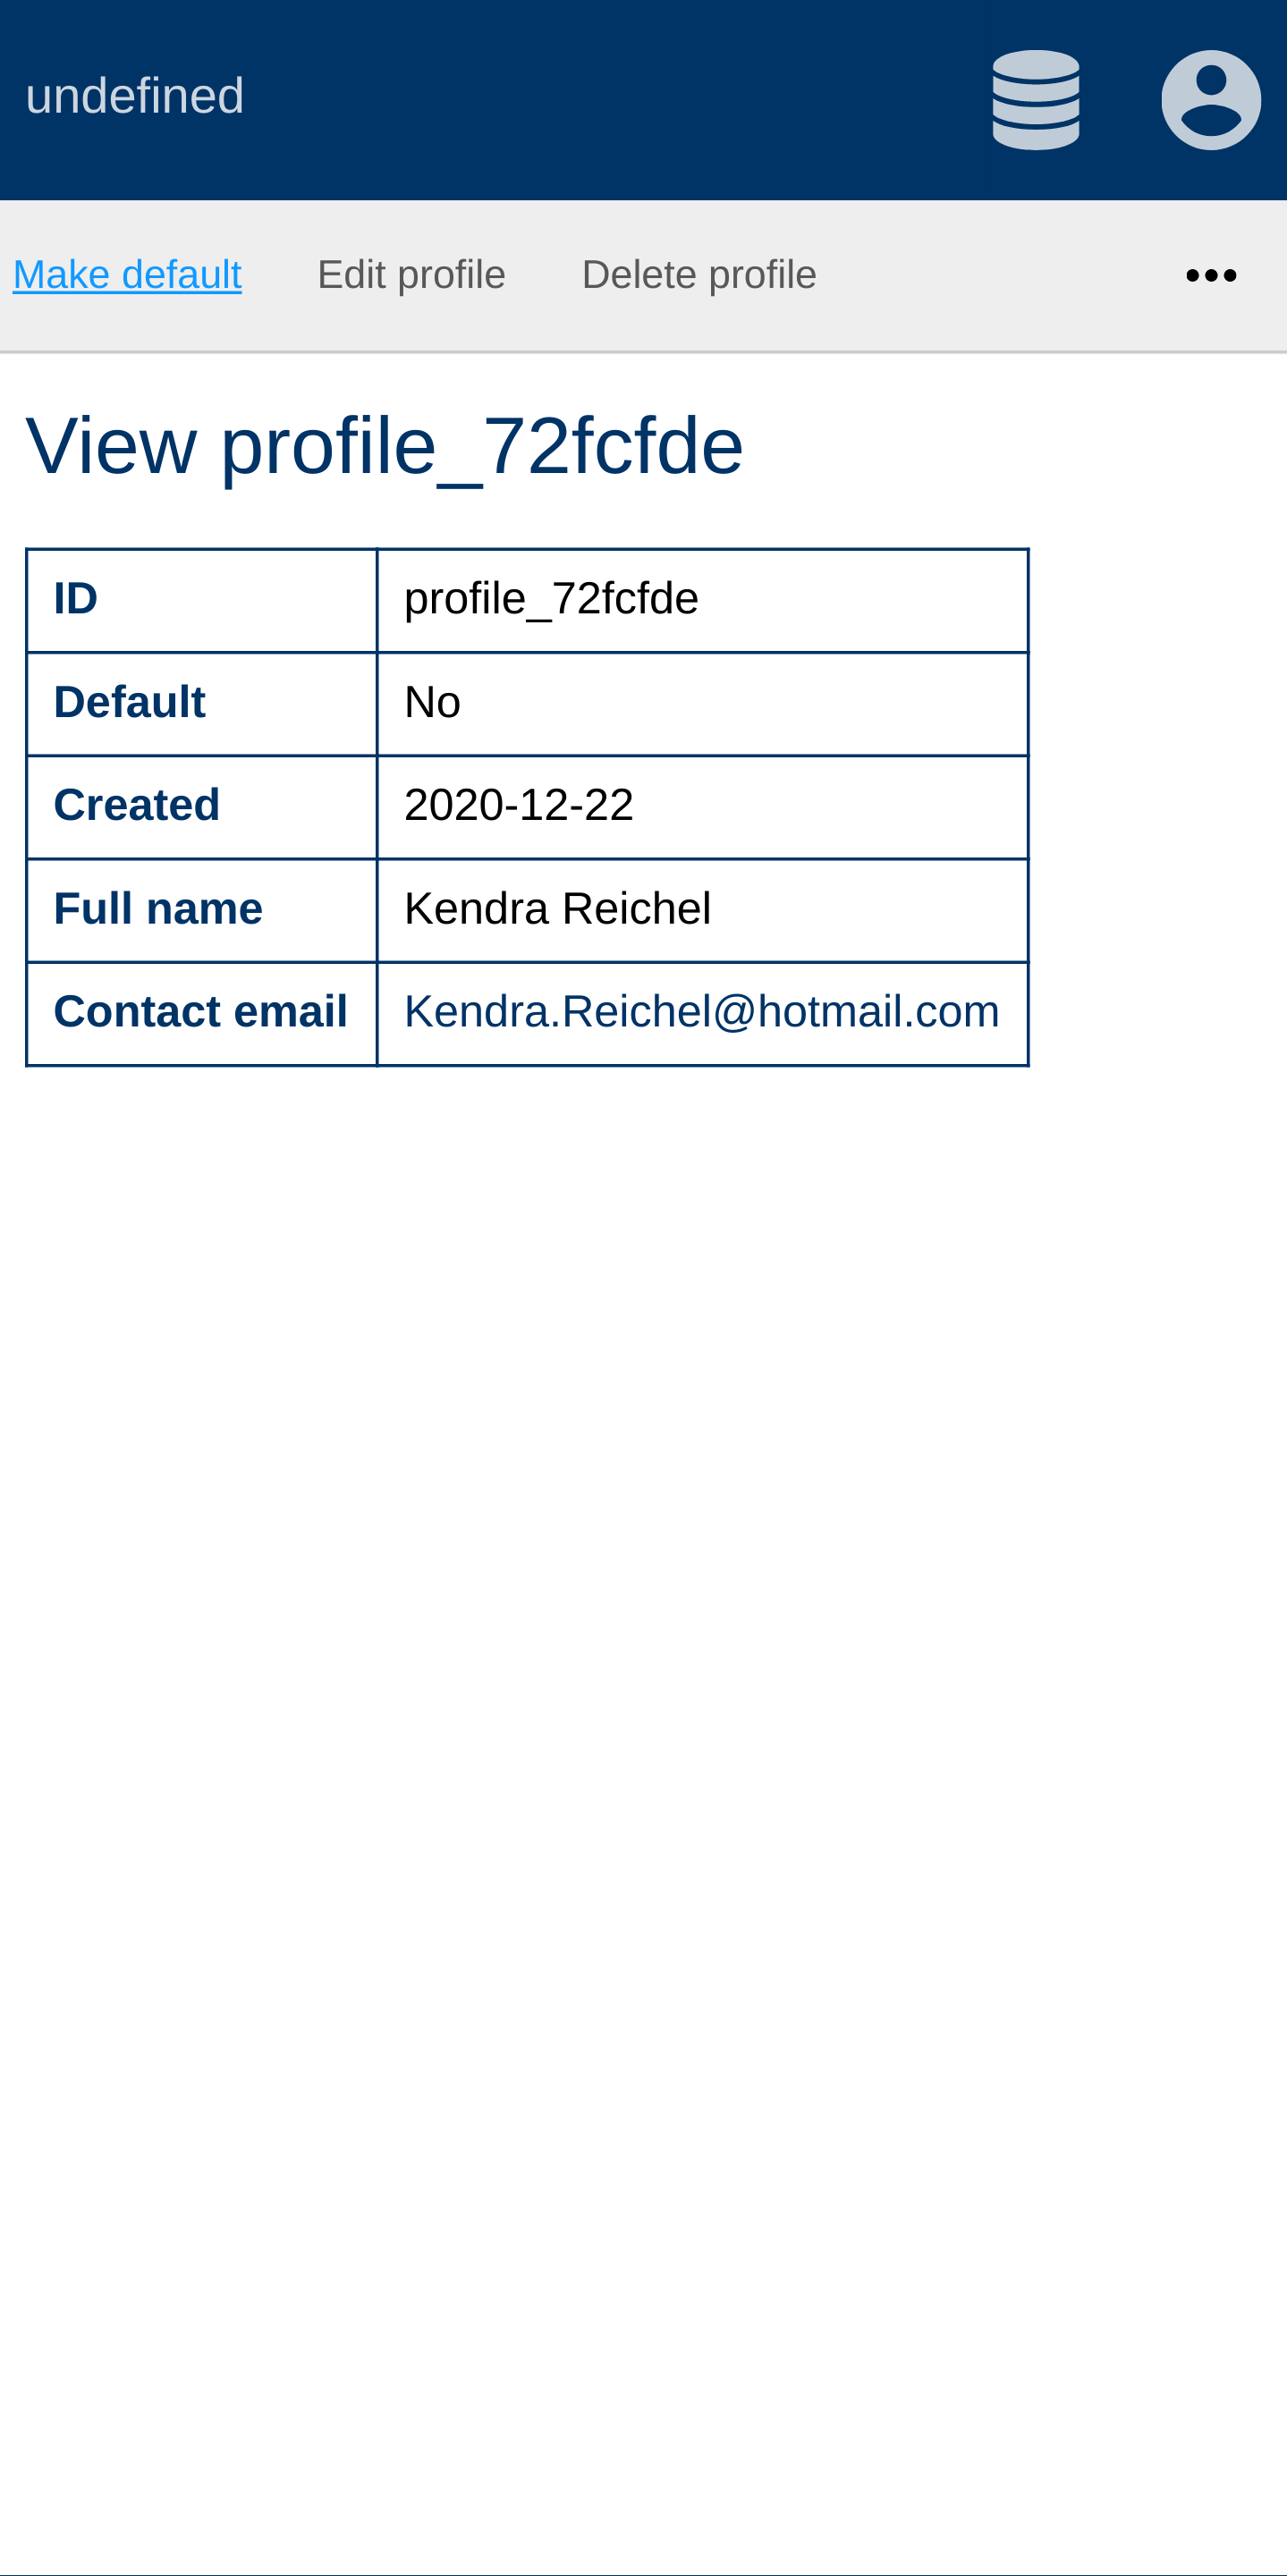 undefined
Make default Edit profile Delete profile •••
View profile_72fcfde
ID profile_72fcfde
Default No
Created 2020-12-22
Full name Kendra Reichel
Contact email Kendra.Reichel@hotmail.com